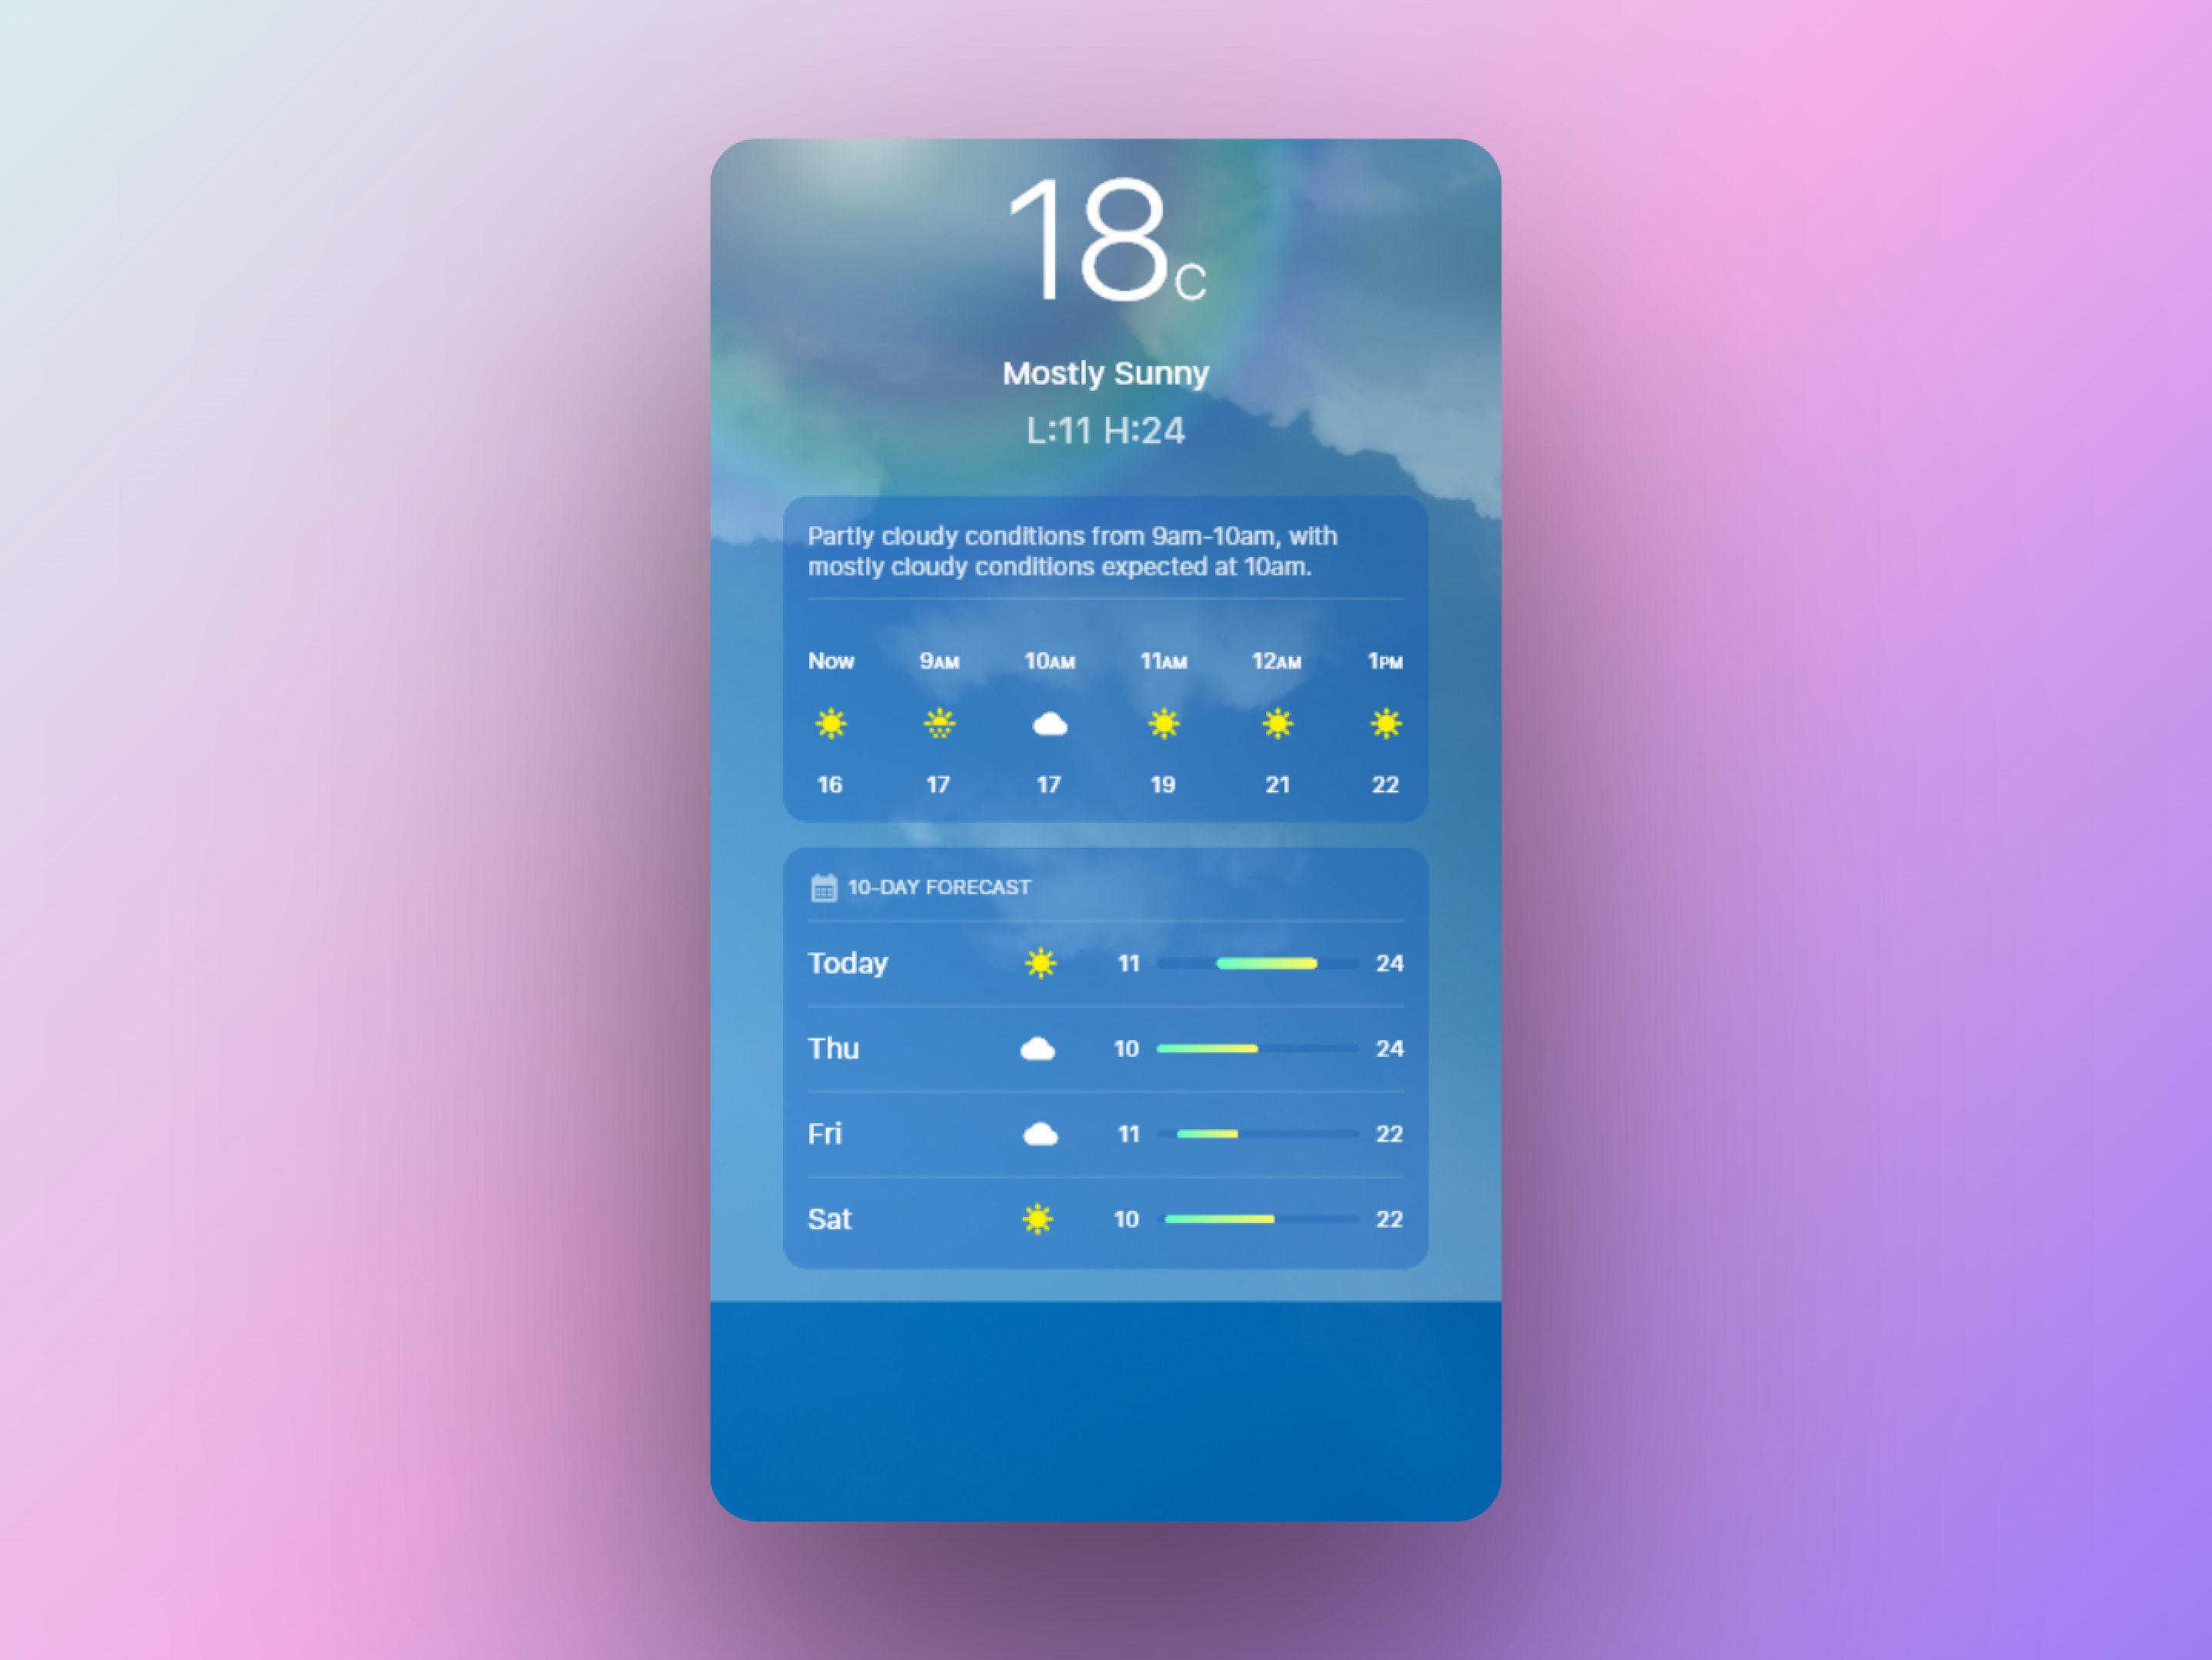 18C
Mostly Sunny
L:11 H:24
Partly cloudy conditions from 9am-10am, with
mostly cloudy conditions expected at 10am.
Now 9AM 10AM 11AM 12AM 1PM
16 17 17 19 21 22
10-DAY FORECAST
Today 11 24
Thu 10 24
Fri 11 22
Sat 10 22